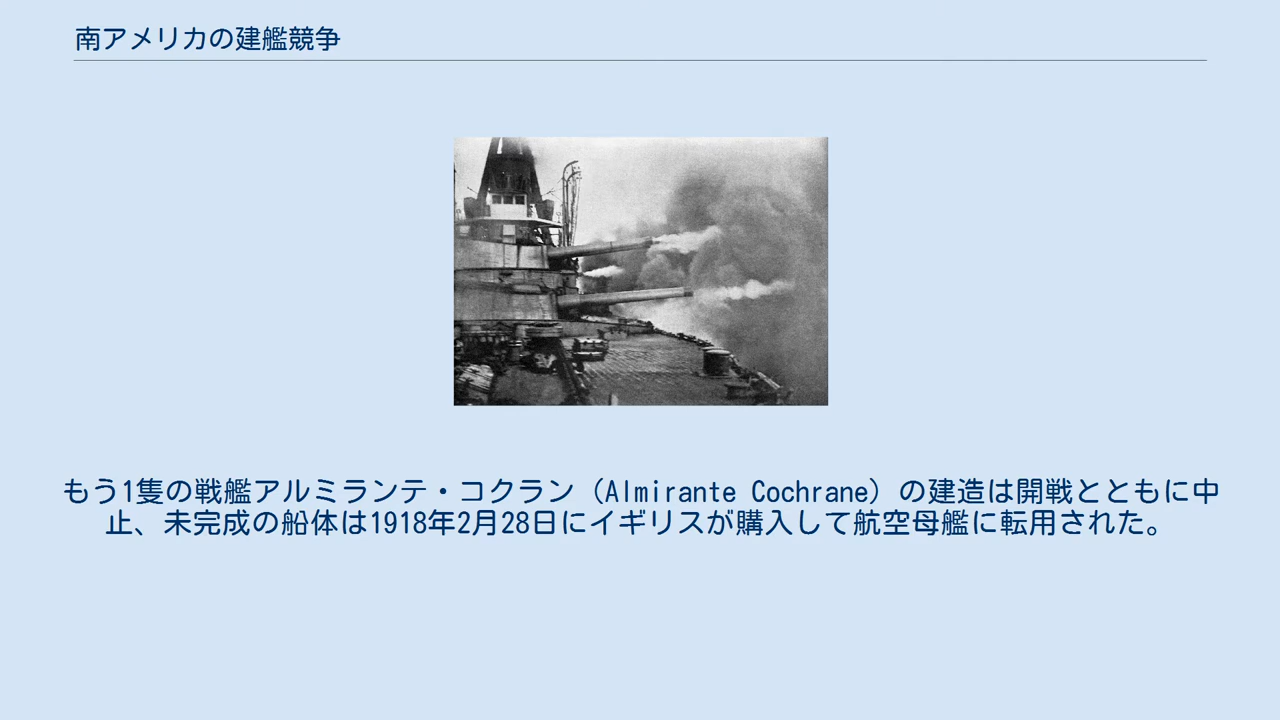 南アメリカの建艦競争
もう1隻の戦艦アルミランテ・コクラン（Almirante Cochrane）の建造は開戦とともに中
止、未完成の船体は1918年2月28日にイギリスが購入して航空母艦に転用された。